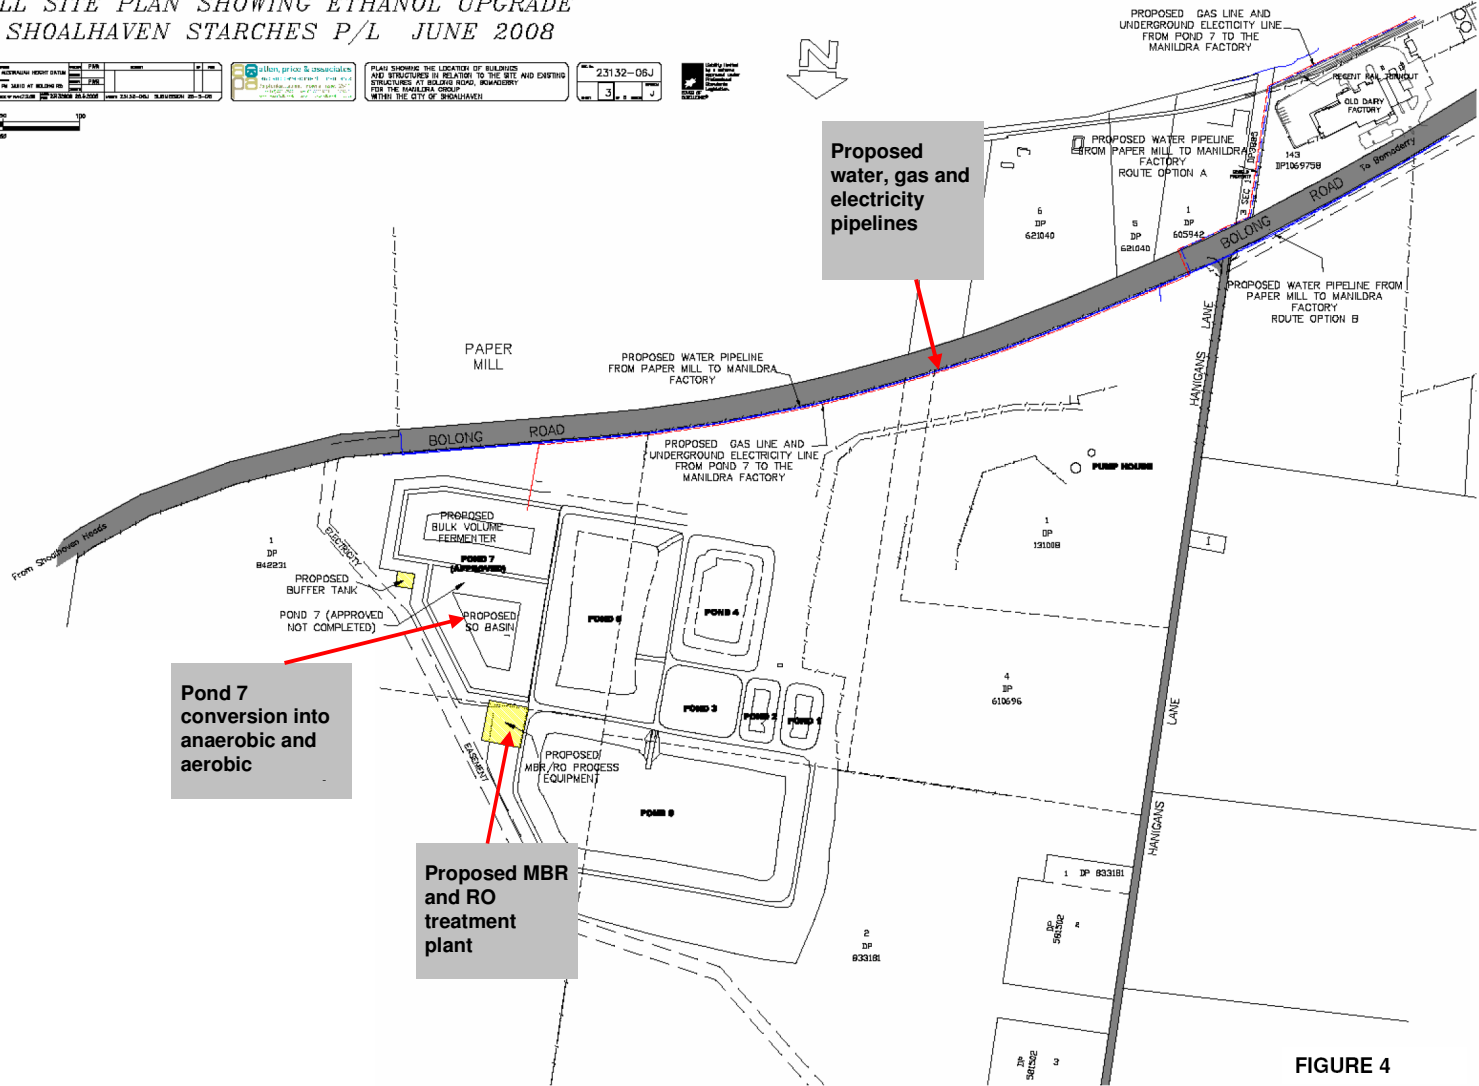 LL SITE PLAN SHOWING ETHANOL UPGRADE
SHOALHAVEN STARCHES P/L JUNE 2008
allen, price & associates
PLAN SHOWING THE LOCATION OF BUILDINGS
AND STRUCTURES IN RELATION TO THE SITE AND EXISTING
STRUCTURES AT BOLONG ROAD, BOMADERRY
FOR THE MANILDRA GROUP
WITHIN THE CITY OF SHOALHAVEN
23132-06J
3
J
N
100
PROPOSED GAS LINE AND
UNDERGROUND ELECTICITY LINE
FROM POND 7 TO THE
MANILDRA FACTORY
RECENT RAIL TURNOUT
OLD DAIRY
FACTORY
143
DP1069758
PROPOSED WATER PIPELINE
FROM PAPER MILL TO MANILDRA
FACTORY
ROUTE OPTION A
3 SEC 1
To Bomaderry
BOLONG ROAD
6
DP
621040
5
DP
621040
1
DP
605942
Proposed
water, gas and
electricity
pipelines
PROPOSED WATER PIPELINE FROM
PAPER MILL TO MANILDRA
FACTORY
ROUTE OPTION B
HANIGANS LANE
PAPER
MILL
PROPOSED WATER PIPELINE
FROM PAPER MILL TO MANILDRA
FACTORY
BOLONG ROAD
PROPOSED GAS LINE AND
UNDERGROUND ELECTICITY LINE
FROM POND 7 TO THE
MANILDRA FACTORY
PUMP HOUSE
From Shoalhaven Heads
1
DP
842231
ELECTRICITY
PROPOSED
BULK VOLUME
FERMENTER
POND 7
(APPROVED)
PROPOSED
BUFFER TANK
POND 7 (APPROVED
NOT COMPLETED)
PROPOSED
SO BASIN
POND 6
POND 4
1
DP
131008
1
Pond 7
conversion into
anaerobic and
aerobic
POND 3
POND 2
POND 1
4
DP
610696
LANE
EASEMENT
PROPOSED
MBR/RO PROCESS
EQUIPMENT
POND 5
HANIGANS
Proposed MBR
and RO
treatment
plant
1 DP 833181
DP
581502
2
2
DP
833181
DP
581502
3
FIGURE 4